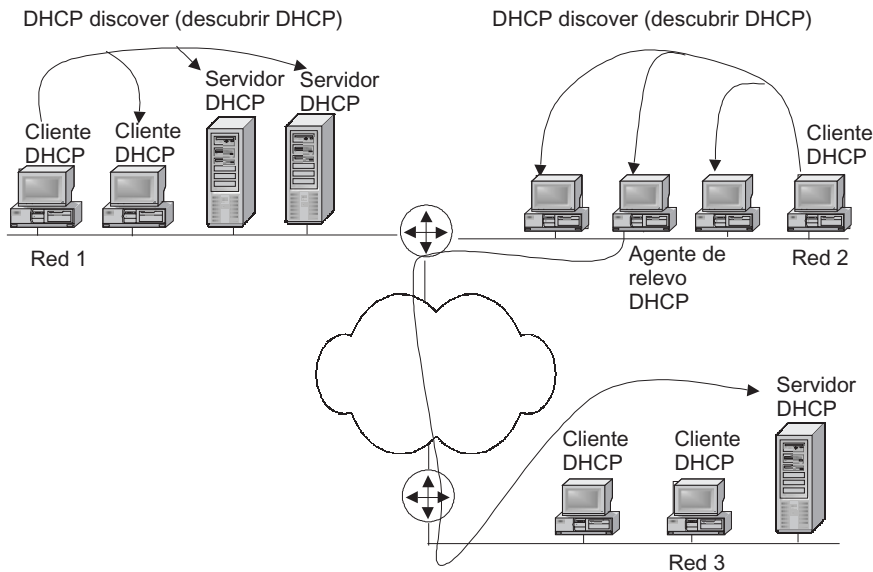 DHCP discover (descubrir DHCP)
DHCP discover (descubrir DHCP)
Servidor
DHCP
Servidor
DHCP
Cliente
DHCP
Cliente
DHCP
Cliente
DHCP
Red 1
Agente de
relevo
DHCP
Red 2
Servidor
DHCP
Cliente
DHCP
Cliente
DHCP
Red 3